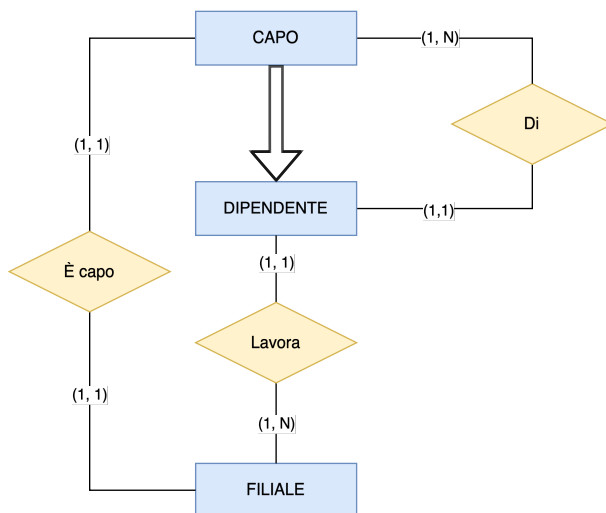 CAPO
(1, N)
Di
(1, 1)
DIPENDENTE
(1,1)
(1, 1)
È capo
Lavora
(1, 1)
(1, N)
FILIALE